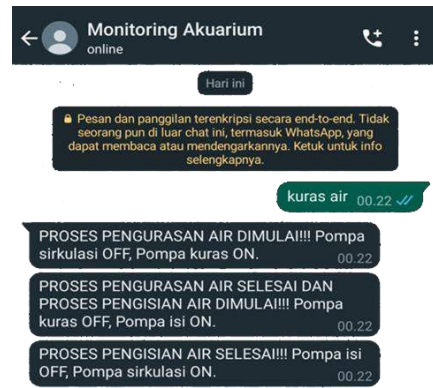 Monitoring Akuarium
online
Hari ini
Pesan dan panggilan terenkripsi secara end-to-end. Tidak
seorang pun di luar chat ini, termasuk WhatsApp, yang
dapat membaca atau mendengarkannya. Ketuk untuk info
selengkapnya.
kuras air 00.22
PROSES PENGURASAN AIR DIMULAI!!! Pompa
sirkulasi OFF, Pompa kuras ON.
00.22
PROSES PENGURASAN AIR SELESAI DAN
PROSES PENGISIAN AIR DIMULAI!!! Pompa
kuras OFF, Pompa isi ON.
00.22
PROSES PENGISIAN AIR SELESAI!!! Pompa isi
OFF, Pompa sirkulasi ON.
00.22